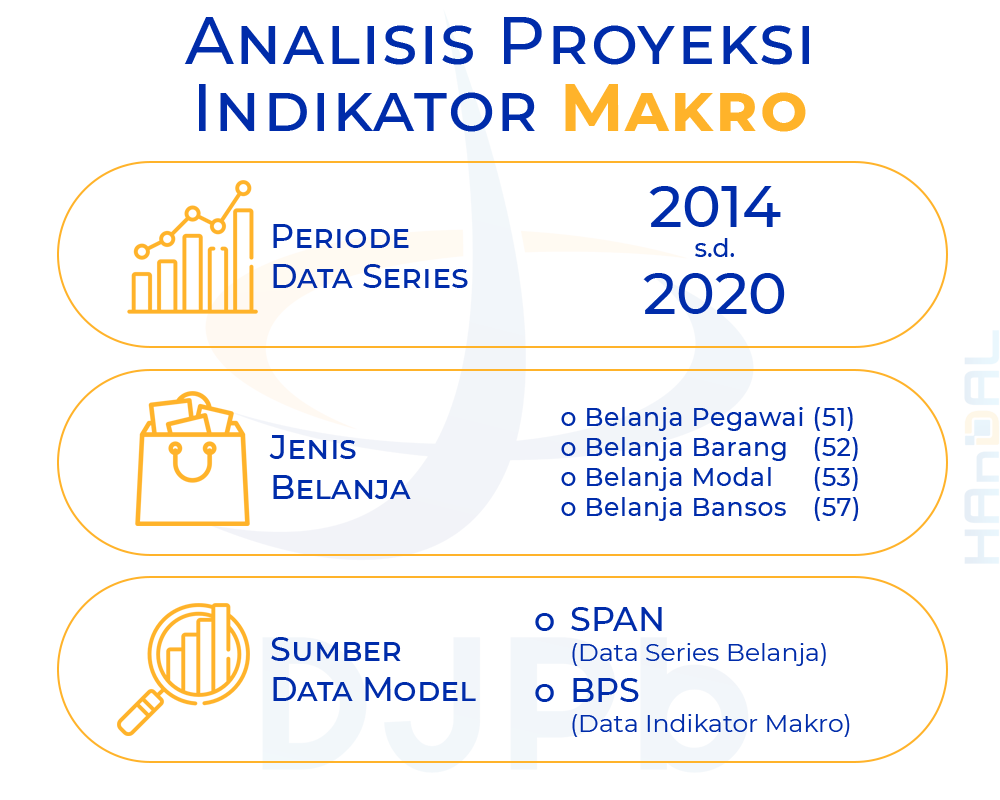 ANALISIS PROYEKSI
INDIKATOR MAKRO
PERIODE
DATA SERIES
2014
s.d.
2020
JENIS
BELANJA
o Belanja Pegawai (51)
o Belanja Barang (52)
o Belanja Modal (53)
o Belanja Bansos (57)
SUMBER
DATA MODEL
o SPAN
(Data Series Belanja)
o BPS
(Data Indikator Makro)
DJPb
HAnDAL